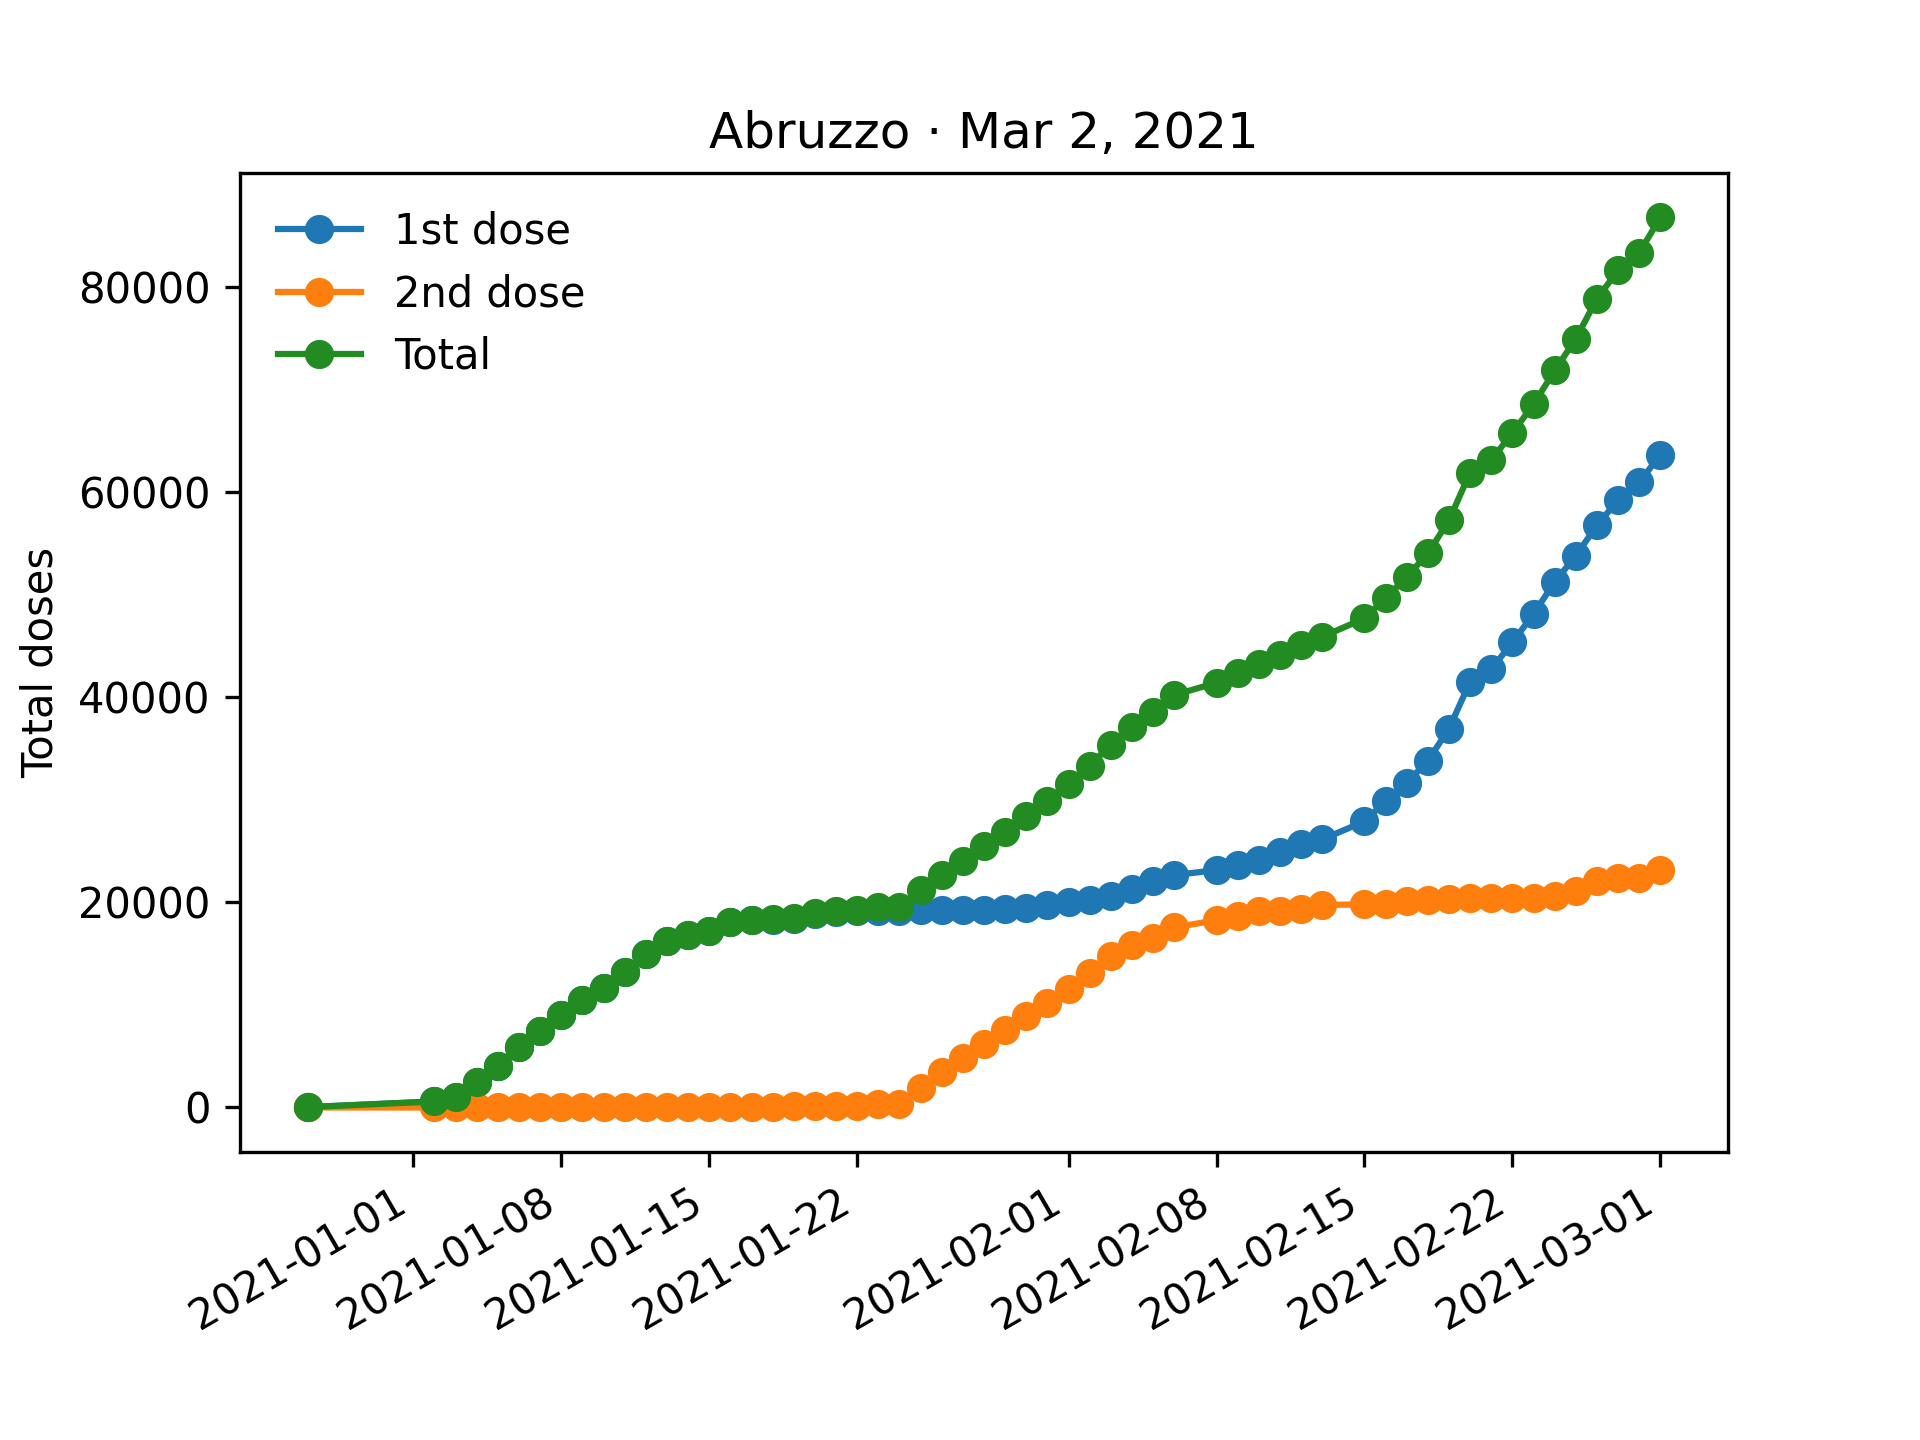 Abruzzo · Mar 2, 2021
1st dose
2nd dose
Total
Total doses
80000
60000
40000
20000
0
2021-01-01
2021-01-08
2021-01-15
2021-01-22
2021-02-01
2021-02-08
2021-02-15
2021-02-22
2021-03-01